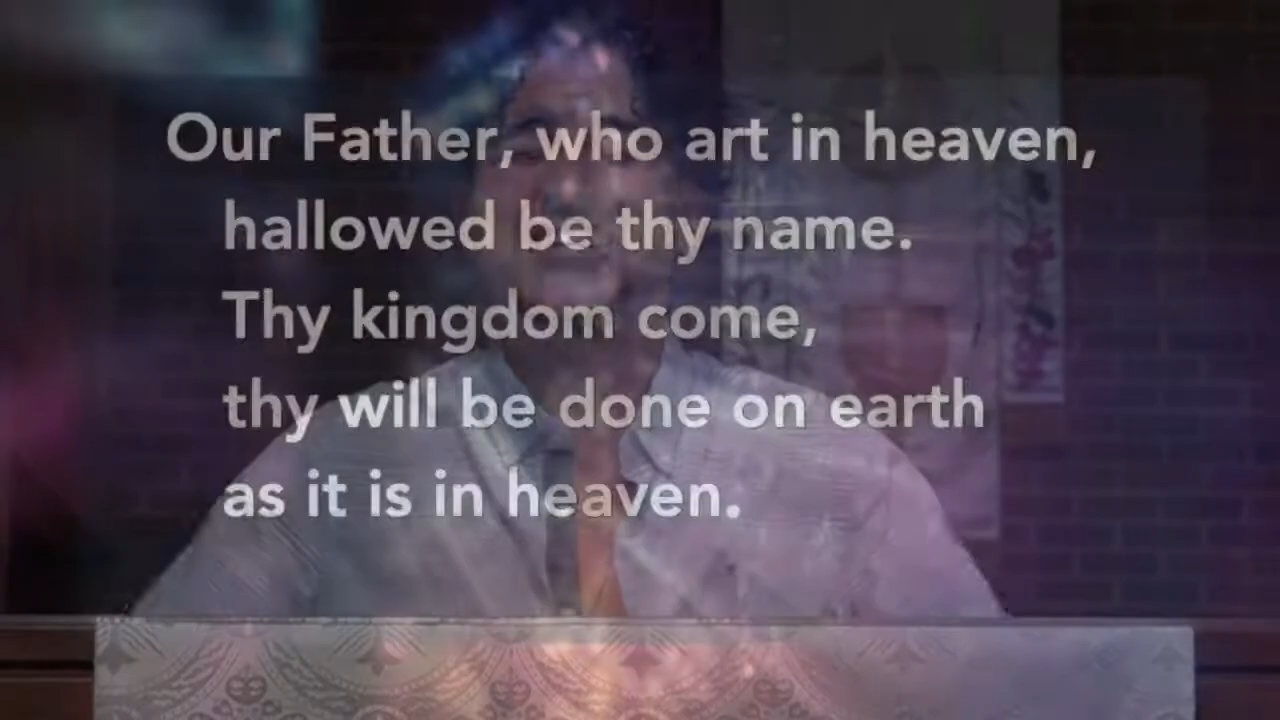 Our Father, who art in heaven,
hallowed be thy name.
Thy kingdom come,
thy will be done on earth
as it is in heaven.